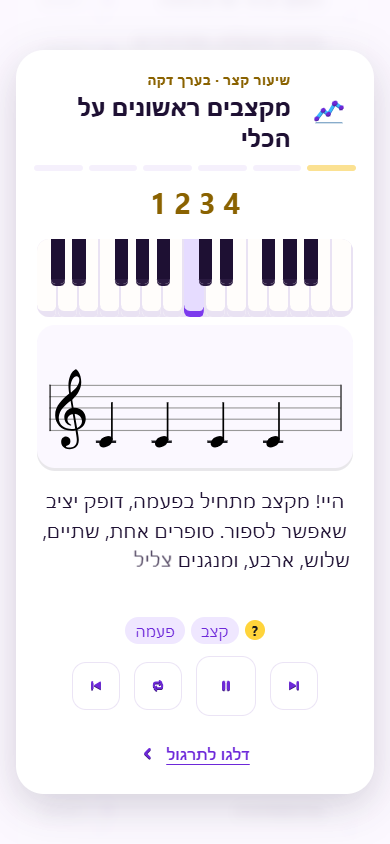 שיעור קצר · בערך דקה
מקצבים ראשונים על
הכלי
1 2 3 4
היי! מקצב מתחיל בפעמה, דופק יציב
שאפשר לספור. סופרים אחת, שתיים,
שלוש, ארבע, ומנגנים צליל
? קצב פעמה
דלגו לתרגול